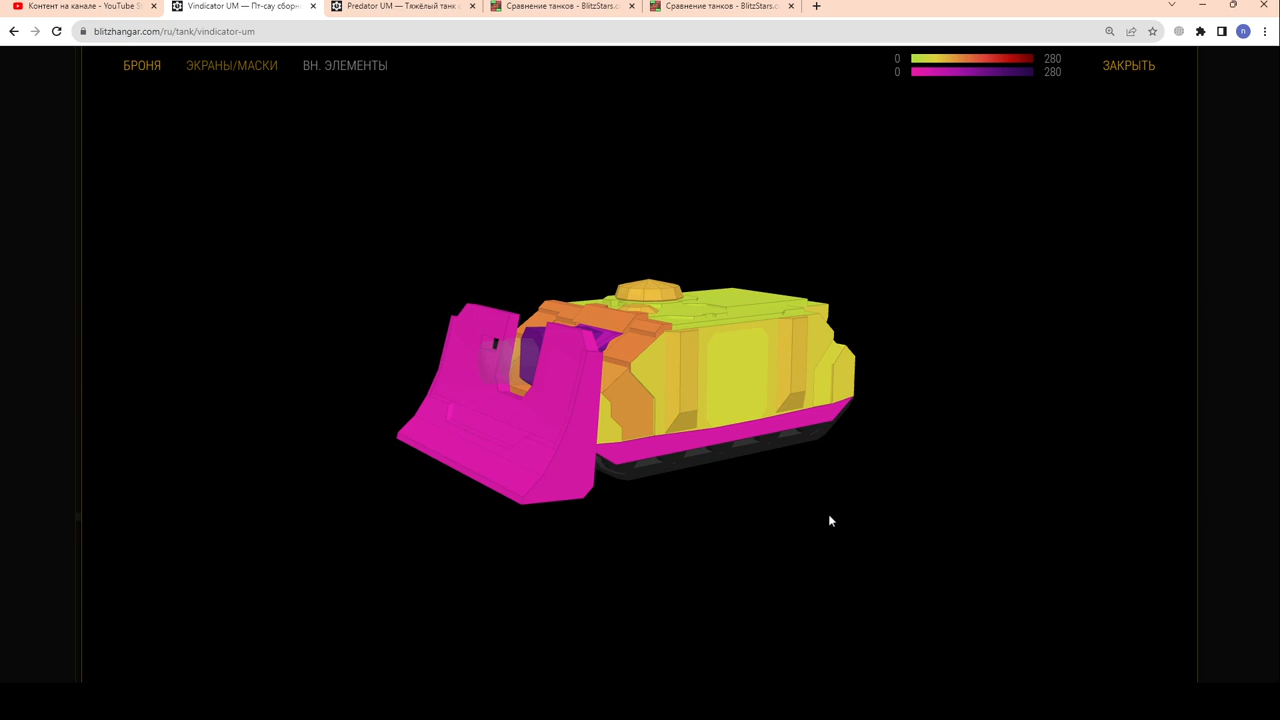 Контент на канале - YouTube S
Vindicator UM — Пт-сау сборн
Predator UM — Тяжёлый танк
Сравнение танков - BlitzStars.c
Сравнение танков - BlitzStars.c
blitzhangar.com/ru/tank/vindicator-um
n
БРОНЯ
ЭКРАНЫ/МАСКИ
ВН. ЭЛЕМЕНТЫ
0 280
0 280
ЗАКРЫТЬ